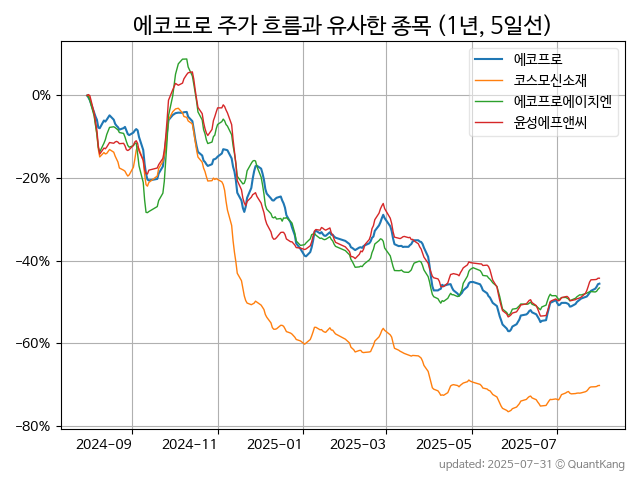 에코프로 주가 흐름과 유사한 종목 (1년, 5일선)
에코프로
코스모신소재
에코프로에이치엔
윤성에프앤씨
0%
−20%
−40%
−60%
−80%
2024-09
2024-11
2025-01
2025-03
2025-05
2025-07
updated: 2025-07-31 © QuantKang